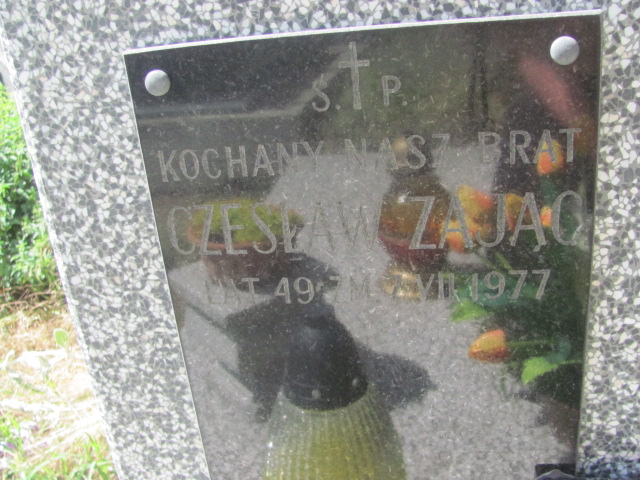 Ś. P.
KOCHANY NASZ BRAT
CZESŁAW ZAJĄC
LAT 49 ZM. VII 1977